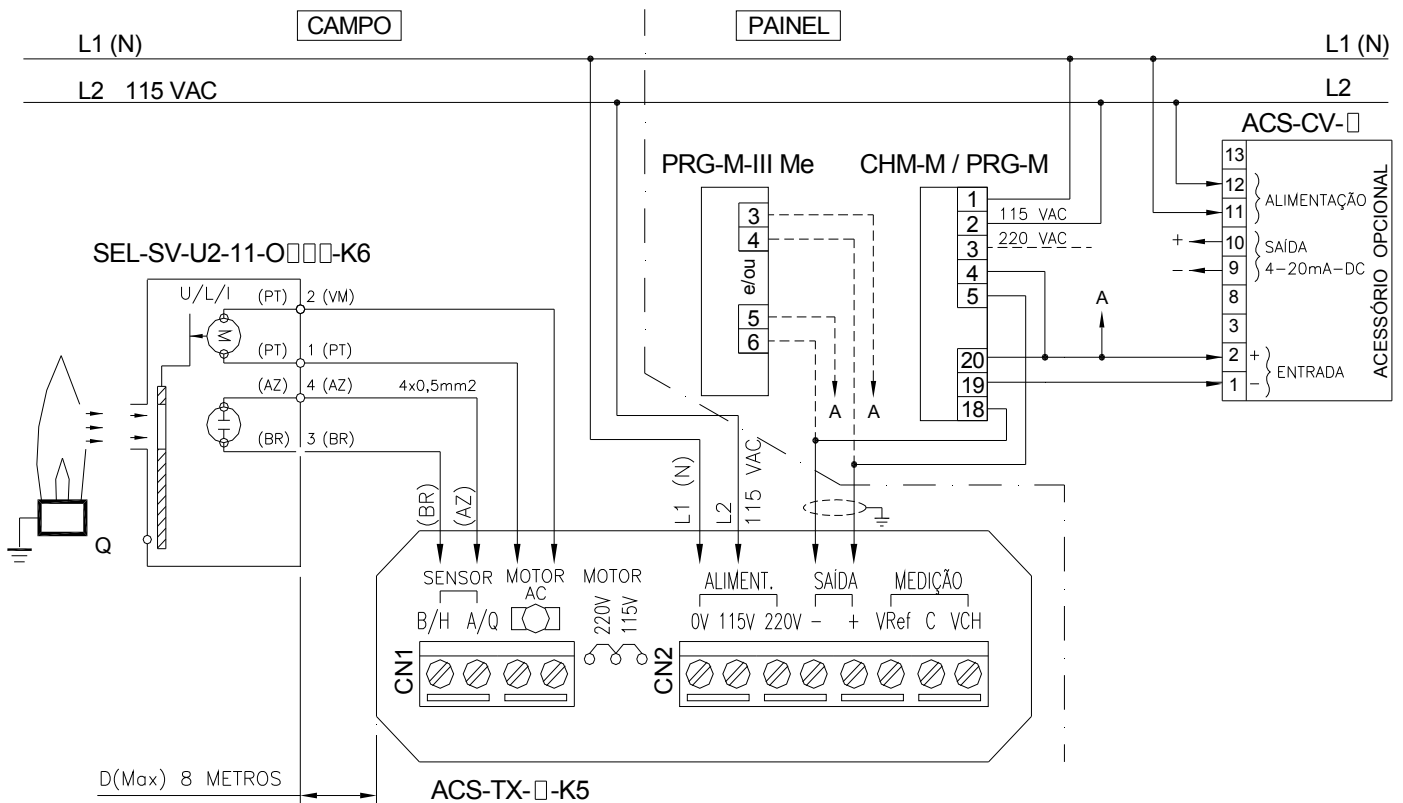 CAMPO
PAINEL
L1 (N)
L1 (N)
L2 115 VAC
L2
ACS-CV-□
PRG-M-III Me
CHM-M / PRG-M
13
12
11
10
9
8
3
2
1
ALIMENTAÇÃO
+
-
SAÍDA
4-20mA-DC
+
-
ENTRADA
ACESSÓRIO OPCIONAL
3
4
e/ou
5
6
A
A
1
2
3
4
5
20
19
18
115 VAC
220 VAC
A
SEL-SV-U2-11-O□□□-K6
U/L/I
M
(PT) 2 (VM)
(PT) 1 (PT)
(AZ) 4 (AZ)
4x0,5mm2
(BR) 3 (BR)
Q
(BR)
(AZ)
L1 (N)
L2
115 VAC
SENSOR
MOTOR
AC
MOTOR
ALIMENT.
SAÍDA
MEDIÇÃO
B/H
A/Q
220V
115V
0V
115V
220V
-
+
VRef
C
VCH
CN1
CN2
D(Max) 8 METROS
ACS-TX-□-K5